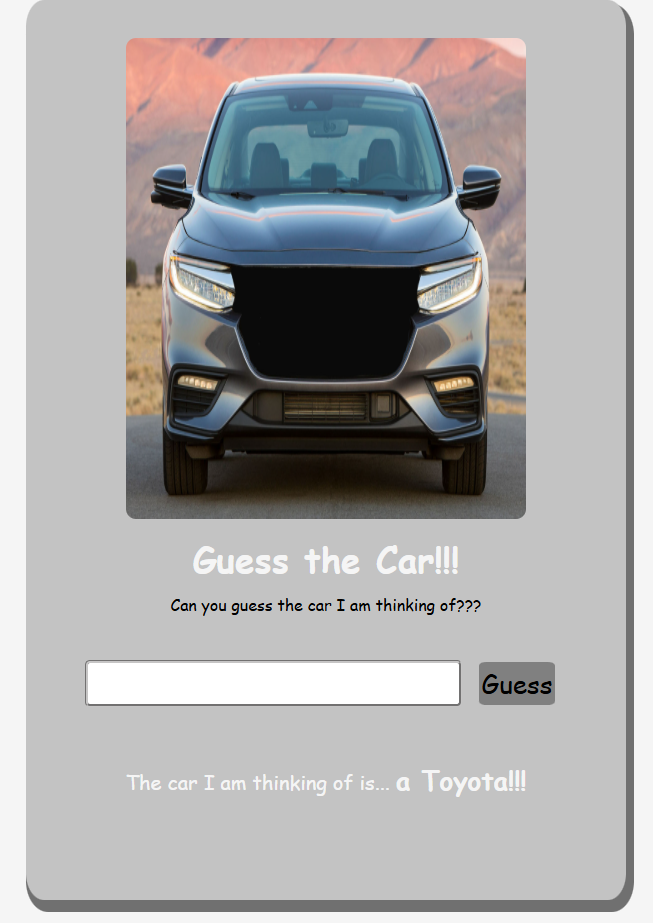 Guess the Car!!!
Can you guess the car I am thinking of???
Guess
The car I am thinking of is... a Toyota!!!